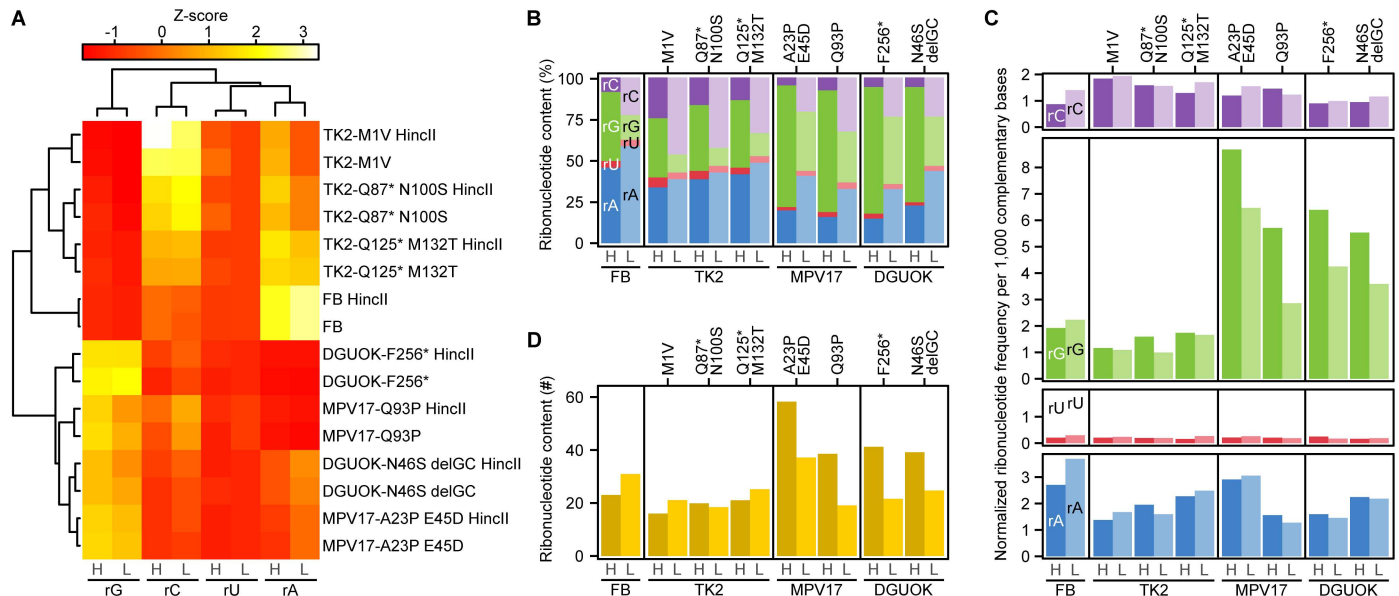 A
Z-score
-1 0 1 2 3
TK2-M1V HincII
TK2-M1V
TK2-Q87* N100S HincII
TK2-Q87* N100S
TK2-Q125* M132T HincII
TK2-Q125* M132T
FB HincII
FB
DGUOK-F256* HincII
DGUOK-F256*
MPV17-Q93P HincII
MPV17-Q93P
DGUOK-N46S delGC HincII
DGUOK-N46S delGC
MPV17-A23P E45D HincII
MPV17-A23P E45D
H L H L H L H L
rG rC rU rA
B
M1V
Q87*
N100S
Q125*
M132T
A23P
E45D
Q93P
F256*
N46S
delGC
Ribonucleotide content (%)
100
75
50
25
0
rC
rC
rG
rG
rU
rU
rA
rA
H L H L H L H L H L H L H L H L
FB TK2 MPV17 DGUOK
D
M1V
Q87*
N100S
Q125*
M132T
A23P
E45D
Q93P
F256*
N46S
delGC
Ribonucleotide content (#)
60
40
20
0
H L H L H L H L H L H L H L H L
FB TK2 MPV17 DGUOK
C
M1V
Q87*
N100S
Q125*
M132T
A23P
E45D
Q93P
F256*
N46S
delGC
Normalized ribonucleotide frequency per 1,000 complementary bases
2
1
0
rC
rC
8
7
6
5
4
3
2
1
0
rG
rG
1
0
rU
rU
3
2
1
0
rA
rA
H L H L H L H L H L H L H L H L
FB TK2 MPV17 DGUOK